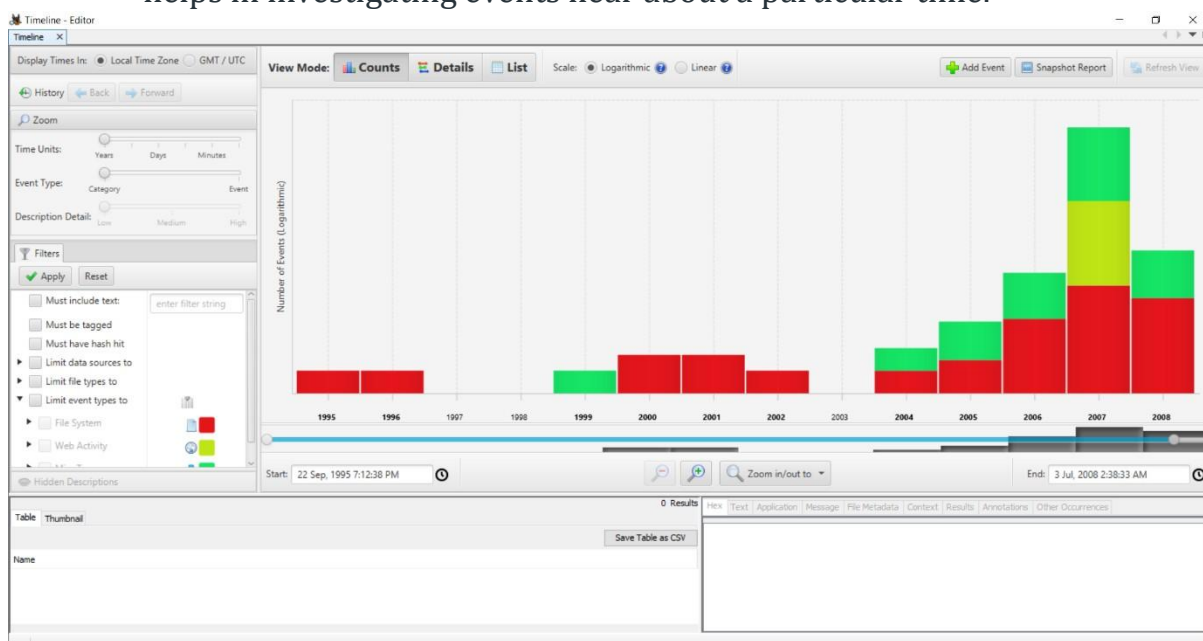 helps in investigating events near about a particular time.
Timeline - Editor
Timeline X
Display Times In: Local Time Zone GMT / UTC
View Mode: Counts Details List Scale: Logarithmic Linear Add Event Snapshot Report Refresh View
History Back Forward
Zoom
Time Units: Years Days Minutes
Event Type: Category Event
Description Detail: Low Medium High
Filters
Apply Reset
Must include text: enter filter string
Must be tagged
Must have hash hit
Limit data sources to
Limit file types to
Limit event types to
File System
Web Activity
Hidden Descriptions
Number of Events (Logarithmic)
1995 1996 1997 1998 1999 2000 2001 2002 2003 2004 2005 2006 2007 2008
Start: 22 Sep, 1995 7:12:38 PM Zoom in/out to End: 3 Jul, 2008 2:38:33 AM
0 Results
Table Thumbnail
Hex Text Application Message File Metadata Context Results Annotations Other Occurrences
Save Table as CSV
Name